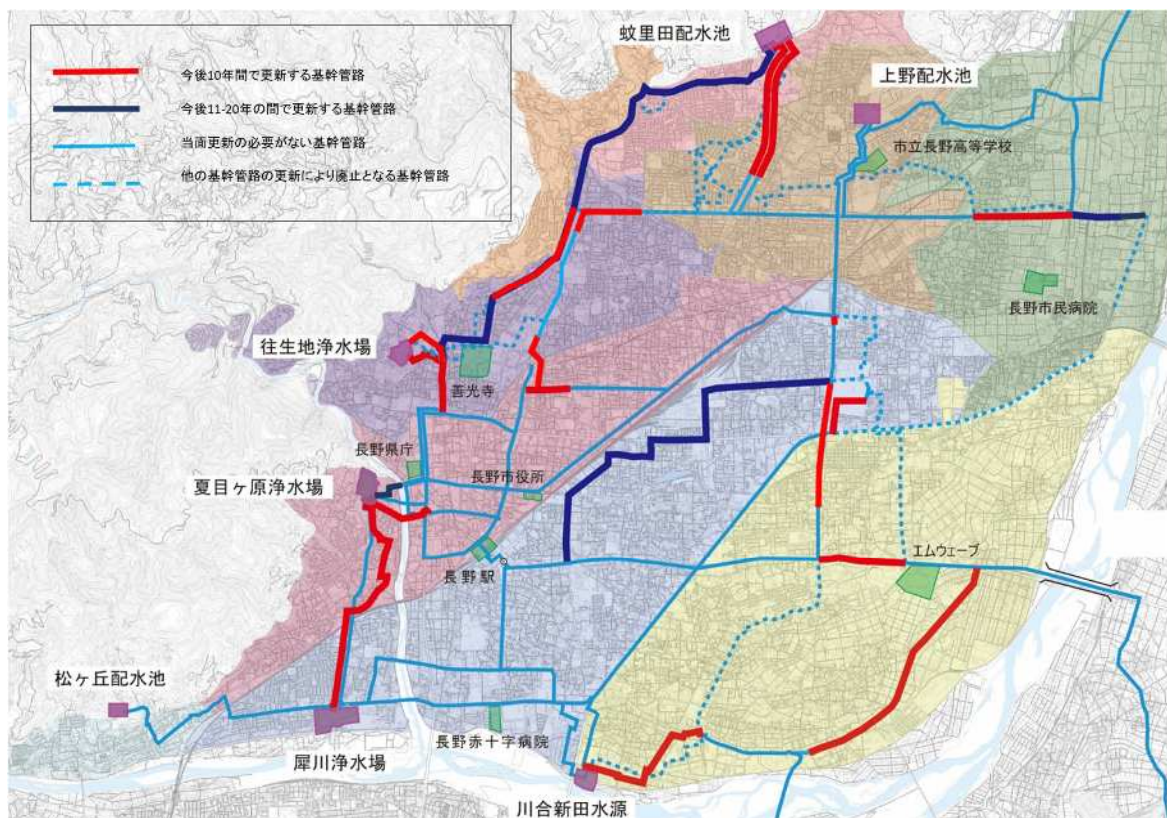 今後10年間で更新する基幹管路
今後11-20年の間で更新する基幹管路
当面更新の必要がない基幹管路
他の基幹管路の更新により廃止となる基幹管路
蚊里田配水池
上野配水池
市立長野高等学校
長野市民病院
往生地浄水場
善光寺
長野県庁
夏目ヶ原浄水場
長野市役所
長野駅
エムウェーブ
松ヶ丘配水池
犀川浄水場
長野赤十字病院
川合新田水源